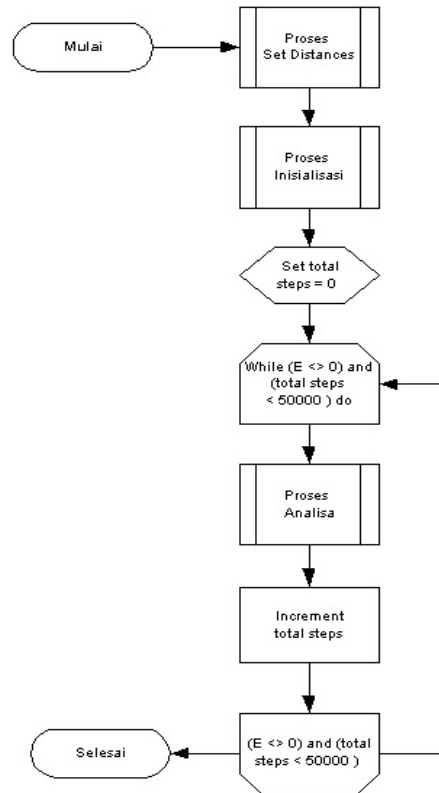 Mulai
Proses
Set Distances
Proses
Inisialisasi
Set total
steps = 0
While (E <> 0) and
(total steps
< 50000 ) do
Proses
Analisa
Increment
total steps
(E <> 0) and (total
steps < 50000 )
Selesai